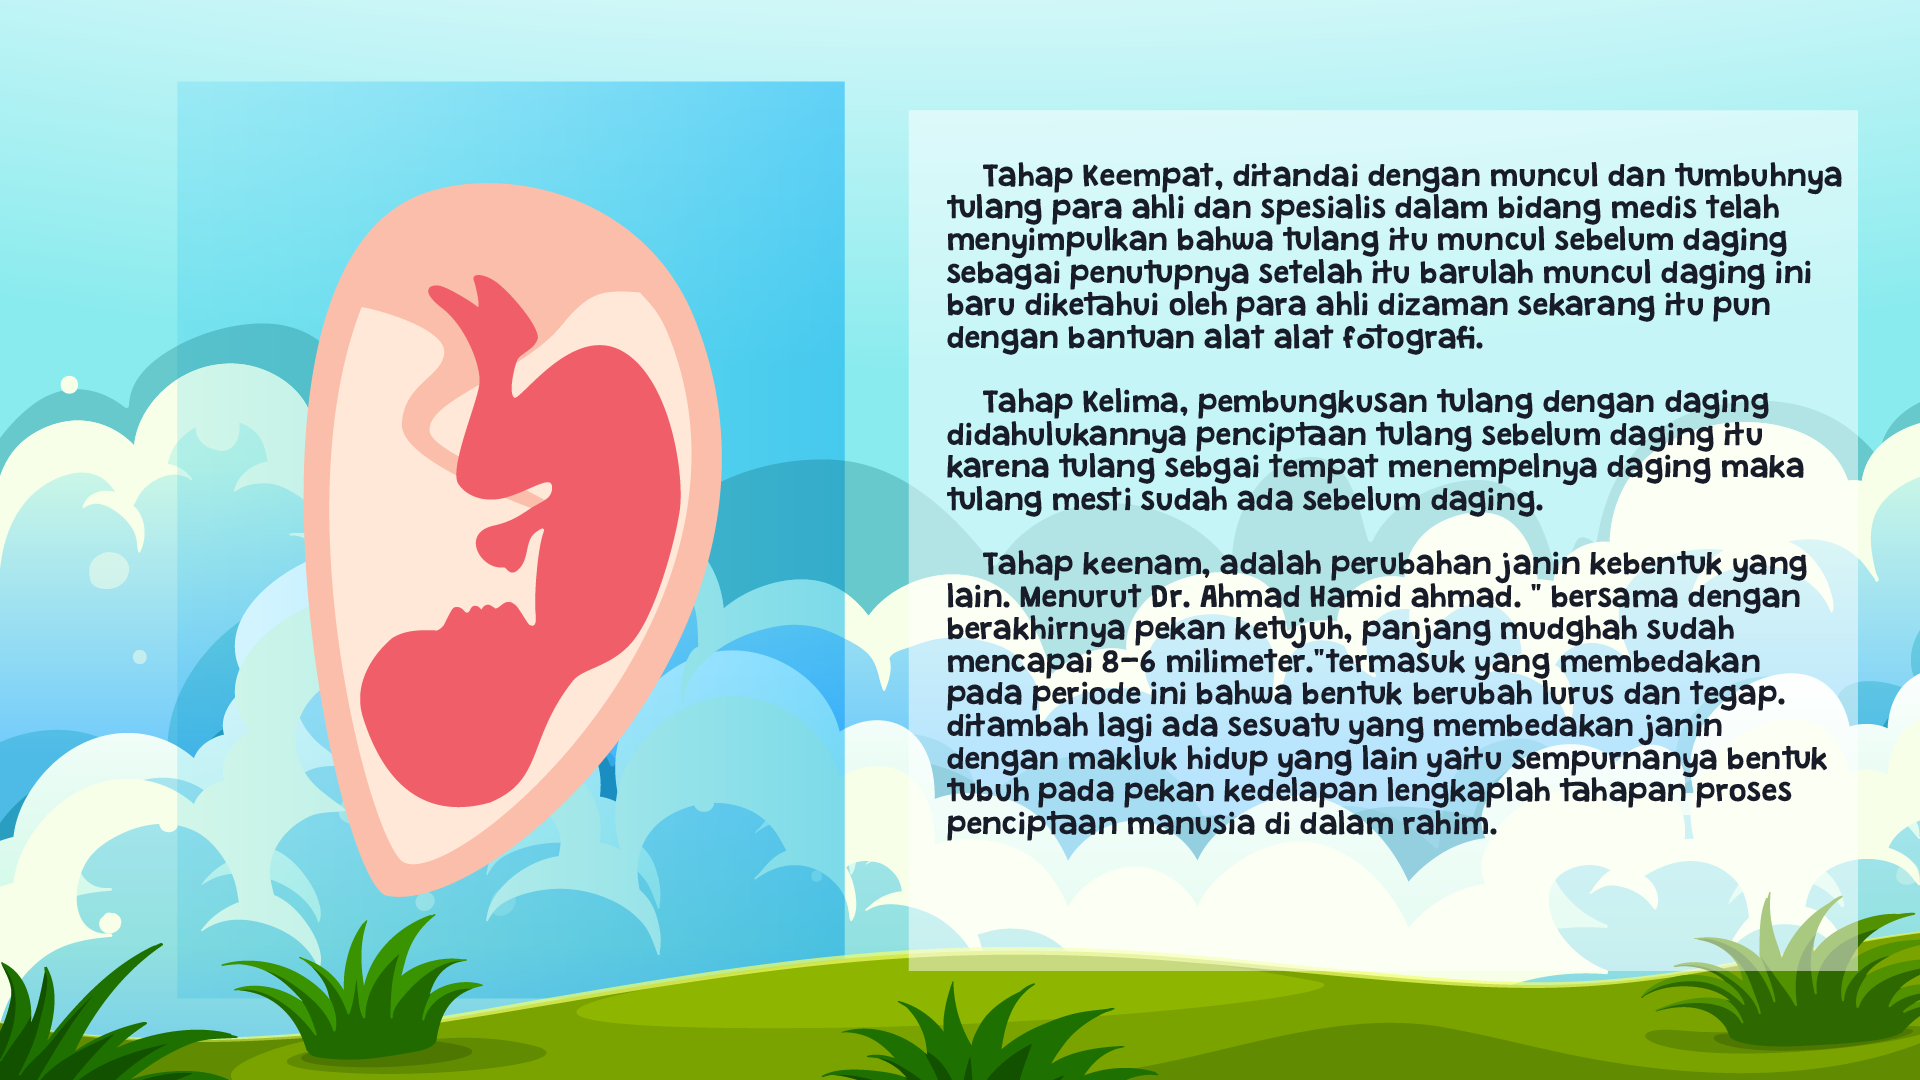 Tahap Keempat, ditandai dengan muncul dan tumbuhnya
tulang para ahli dan spesialis dalam bidang medis telah
menyimpulkan bahwa tulang itu muncul sebelum daging
sebagai penutupnya setelah itu barulah muncul daging ini
baru diketahui oleh para ahli dizaman sekarang itu pun
dengan bantuan alat alat fotografi.
Tahap Kelima, pembungkusan tulang dengan daging
didahulukannya penciptaan tulang sebelum daging itu
karena tulang sebgai tempat menempelnya daging maka
tulang mesti sudah ada sebelum daging.
Tahap keenam, adalah perubahan janin kebentuk yang
lain. Menurut Dr. Ahmad Hamid ahmad. " bersama dengan
berakhirnya pekan ketujuh, panjang mudghah sudah
mencapai 8-6 milimeter."termasuk yang membedakan
pada periode ini bahwa bentuk berubah lurus dan tegap.
ditambah lagi ada sesuatu yang membedakan janin
dengan makluk hidup yang lain yaitu sempurnanya bentuk
tubuh pada pekan kedelapan lengkaplah tahapan proses
penciptaan manusia di dalam rahim.